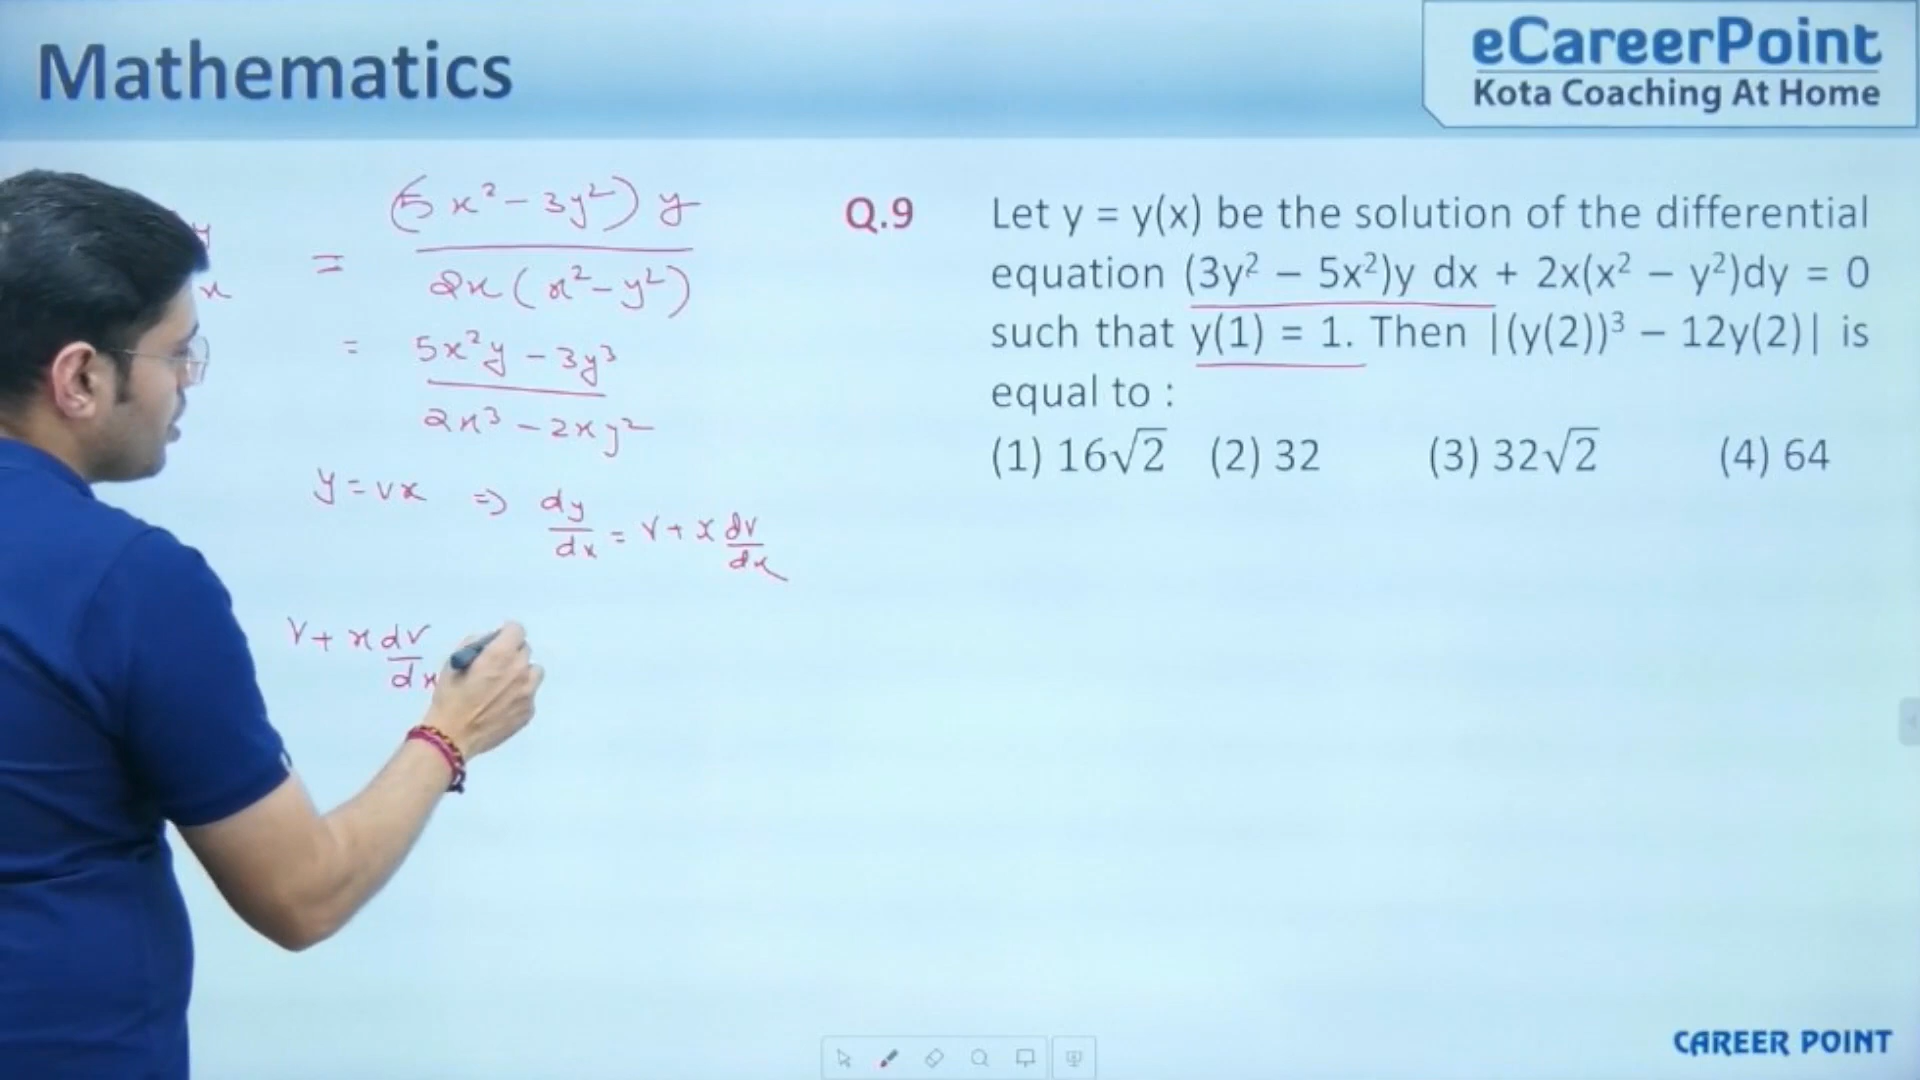 Mathematics
eCareerPoint
Kota Coaching At Home
y
x
= (5x² - 3y²) y
2x (x² - y²)
= 5x²y - 3y³
2x³ - 2xy²
y = vx => dy
dx = v + x dv
dx
v + x dv
dx
Q.9 Let y = y(x) be the solution of the differential
equation (3y² – 5x²)y dx + 2x(x² – y²)dy = 0
such that y(1) = 1. Then |(y(2))³ – 12y(2)| is
equal to :
(1) 16√2 (2) 32 (3) 32√2 (4) 64
CAREER POINT